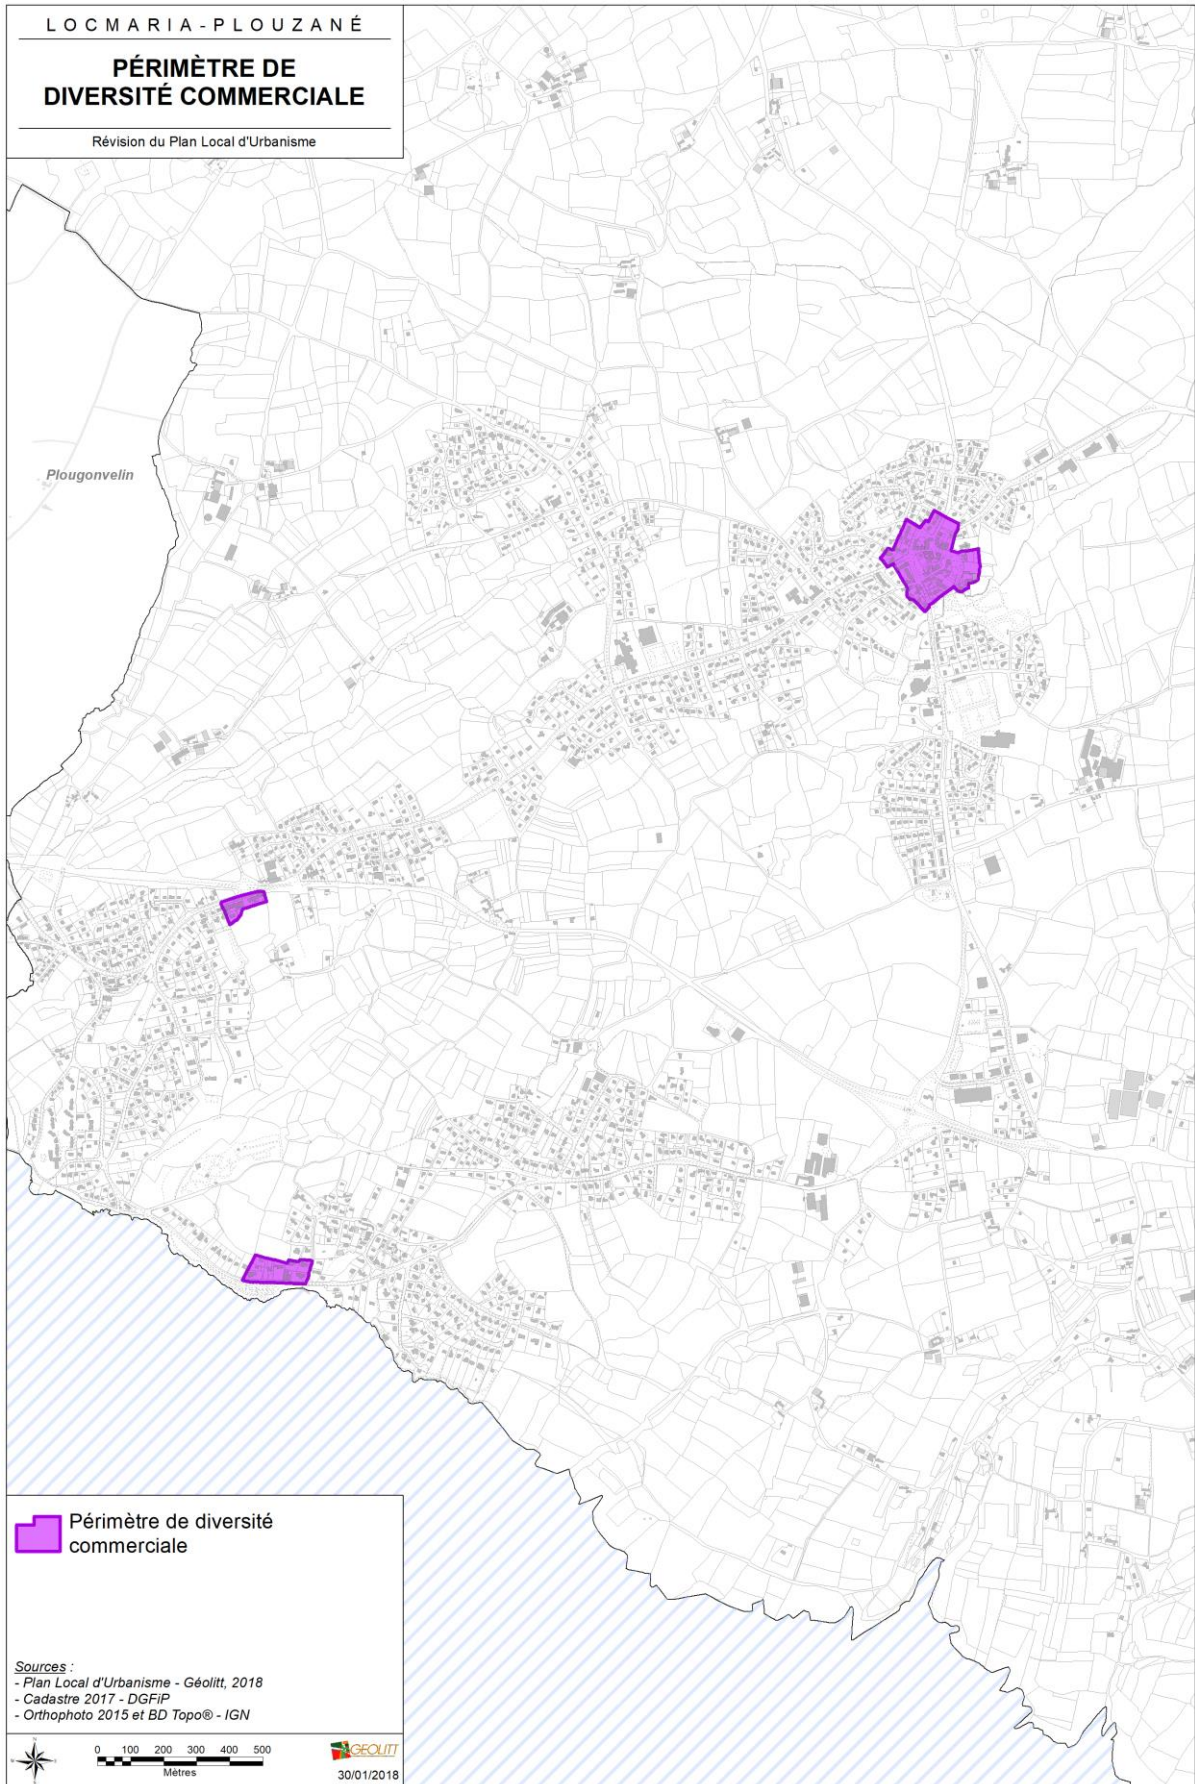 LOCMARIA-PLOUZANÉ
PÉRIMÈTRE DE
DIVERSITÉ COMMERCIALE
Révision du Plan Local d'Urbanisme
Plougonvelin
Périmètre de diversité
commerciale
Sources :
- Plan Local d'Urbanisme - Géolitt, 2018
- Cadastre 2017 - DGFiP
- Orthophoto 2015 et BD Topo® - IGN
0 100 200 300 400 500
Mètres
GEOLITT
30/01/2018